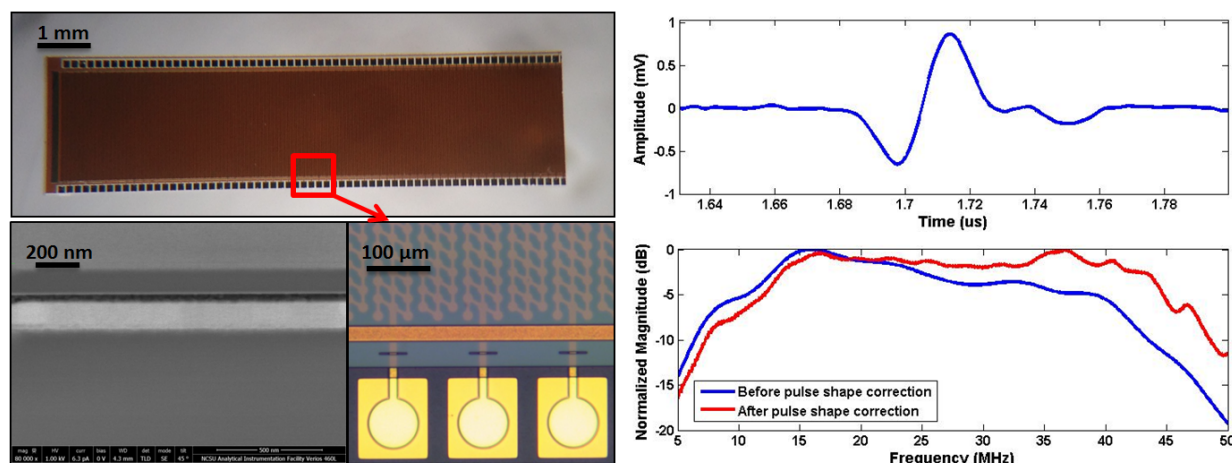 1 mm
200 nm
mag ⊞ HV curr bias WD det mode tilt
80 000 x 1.00 kV 6.3 pA 0 V 4.3 mm TLD SE 45 °
500 nm
NCSU Analytical Instrumentation Facility Verios 460L
100 μm
Amplitude (mV)
1
0.5
0
-0.5
-1
1.64 1.66 1.68 1.7 1.72 1.74 1.76 1.78
Time (us)
Normalized Magnitude (dB)
0
-5
-10
-15
-20
Before pulse shape correction
After pulse shape correction
5 10 15 20 25 30 35 40 45 50
Frequency (MHz)